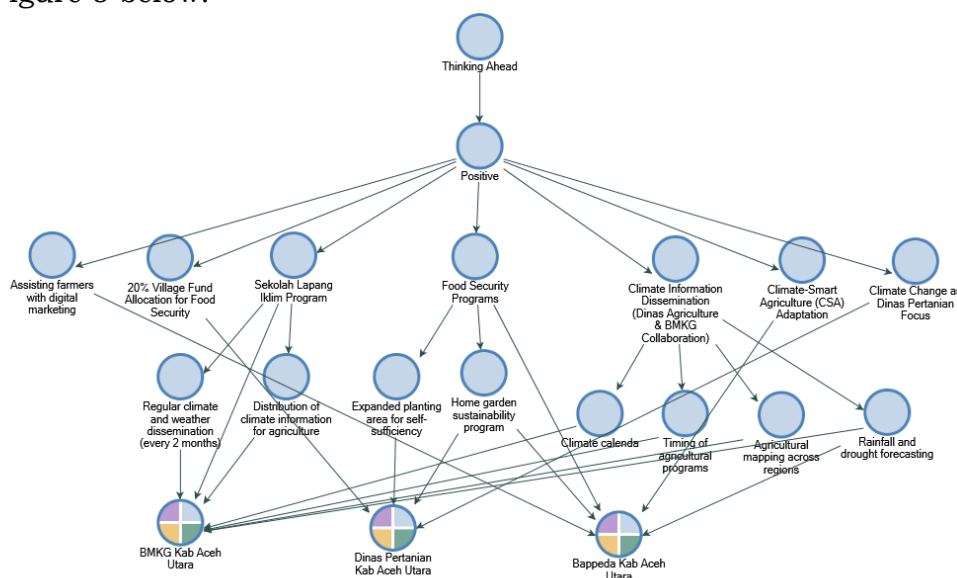 igure 8 below.
Thinking Ahead
Positive
Assisting farmers
with digital
marketing
20% Village Fund
Allocation for Food
Security
Sekolah Lapang
Iklim Program
Food Security
Programs
Climate Information
Dissemination
(Dinas Agriculture
& BMKG
Collaboration)
Climate-Smart
Agriculture (CSA)
Adaptation
Climate Change as
Dinas Pertanian
Focus
Regular climate
and weather
dissemination
(every 2 months)
Distribution of
climate information
for agriculture
Expanded planting
area for self-
sufficiency
Home garden
sustainability
program
Climate calenda
Timing of
agricultural
programs
Agricultural
mapping across
regions
Rainfall and
drought forecasting
BMKG Kab Aceh
Utara
Dinas Pertanian
Kab Aceh Utara
Bappeda Kab Aceh
Utara